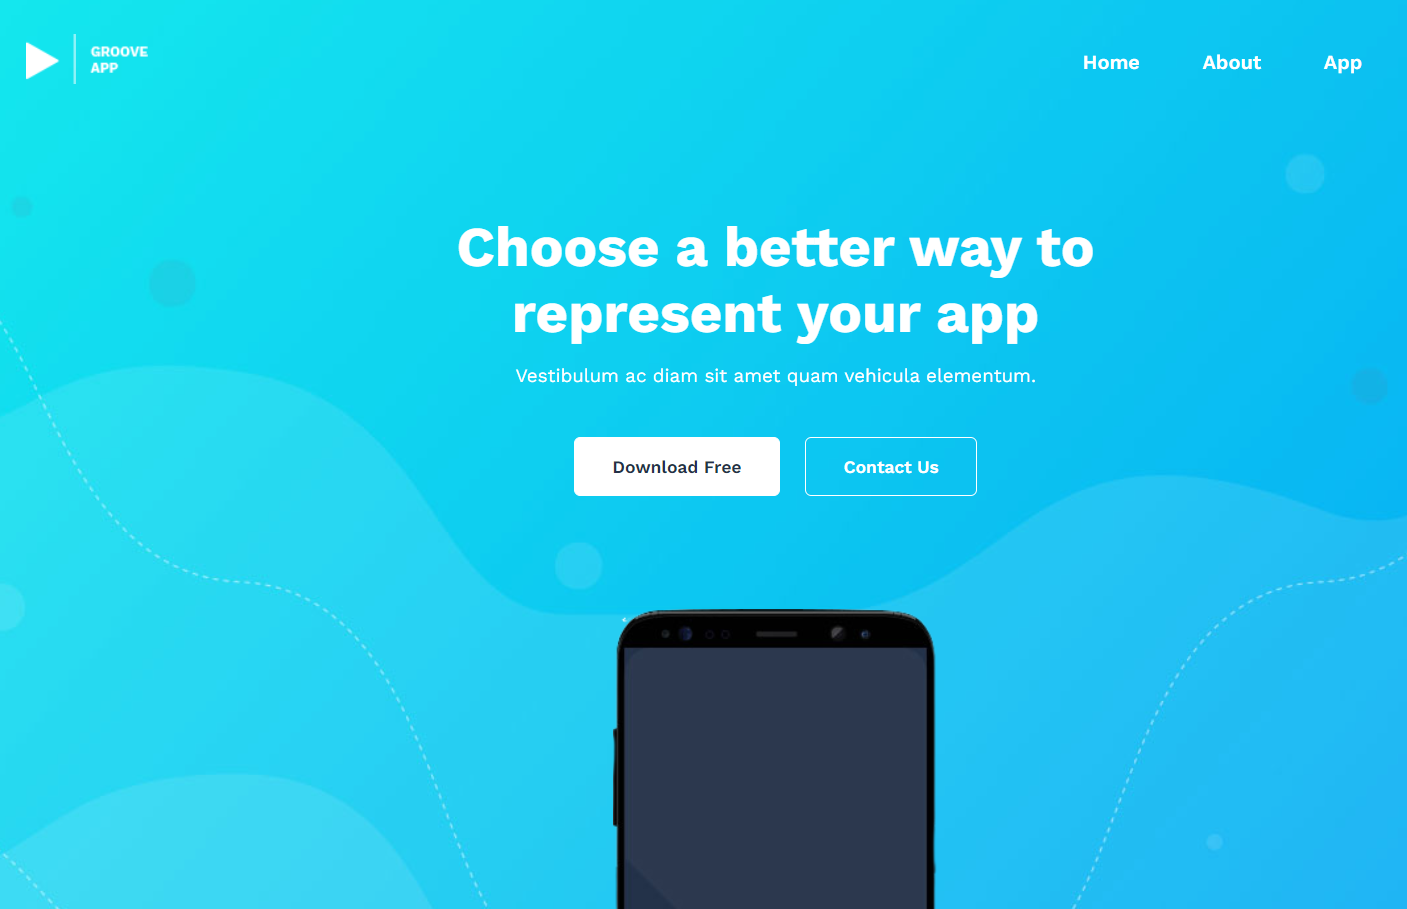 GROOVE
APP
Home
About
App
Choose a better way to
represent your app
Vestibulum ac diam sit amet quam vehicula elementum.
Download Free
Contact Us